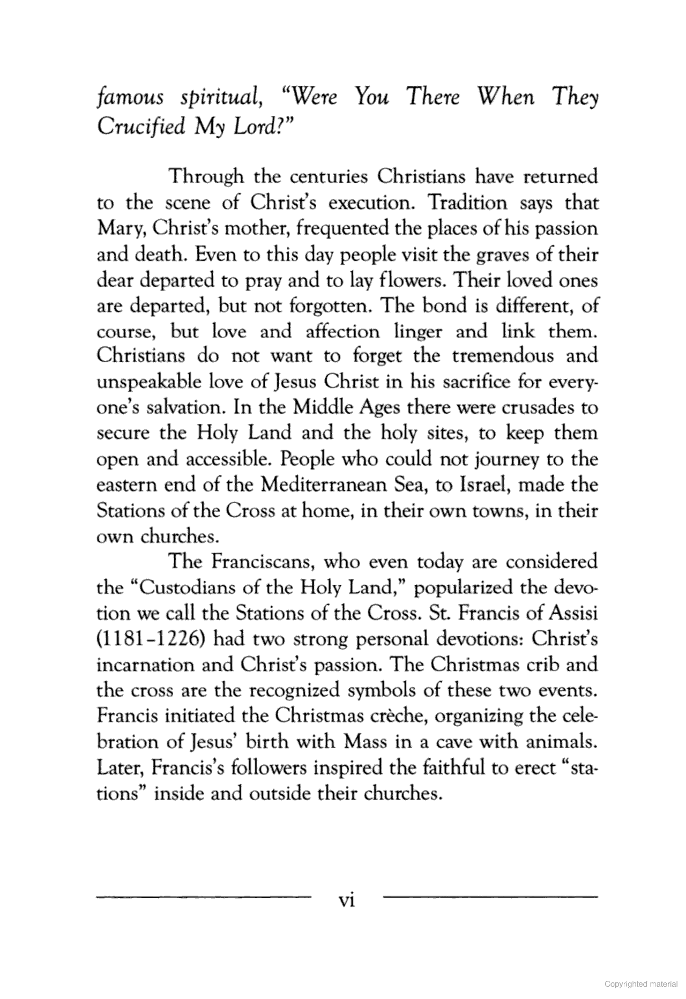 famous spiritual, “Were You There When They
Crucified My Lord?”
Through the centuries Christians have returned
to the scene of Christ’s execution. Tradition says that
Mary, Christ’s mother, frequented the places of his passion
and death. Even to this day people visit the graves of their
dear departed to pray and to lay flowers. Their loved ones
are departed, but not forgotten. The bond is different, of
course, but love and affection linger and link them.
Christians do not want to forget the tremendous and
unspeakable love of Jesus Christ in his sacrifice for every-
one’s salvation. In the Middle Ages there were crusades to
secure the Holy Land and the holy sites, to keep them
open and accessible. People who could not journey to the
eastern end of the Mediterranean Sea, to Israel, made the
Stations of the Cross at home, in their own towns, in their
own churches.
The Franciscans, who even today are considered
the “Custodians of the Holy Land,” popularized the devo-
tion we call the Stations of the Cross. St. Francis of Assisi
(1181–1226) had two strong personal devotions: Christ’s
incarnation and Christ’s passion. The Christmas crib and
the cross are the recognized symbols of these two events.
Francis initiated the Christmas crèche, organizing the cele-
bration of Jesus’ birth with Mass in a cave with animals.
Later, Francis’s followers inspired the faithful to erect “sta-
tions” inside and outside their churches.
vi
Copyrighted material